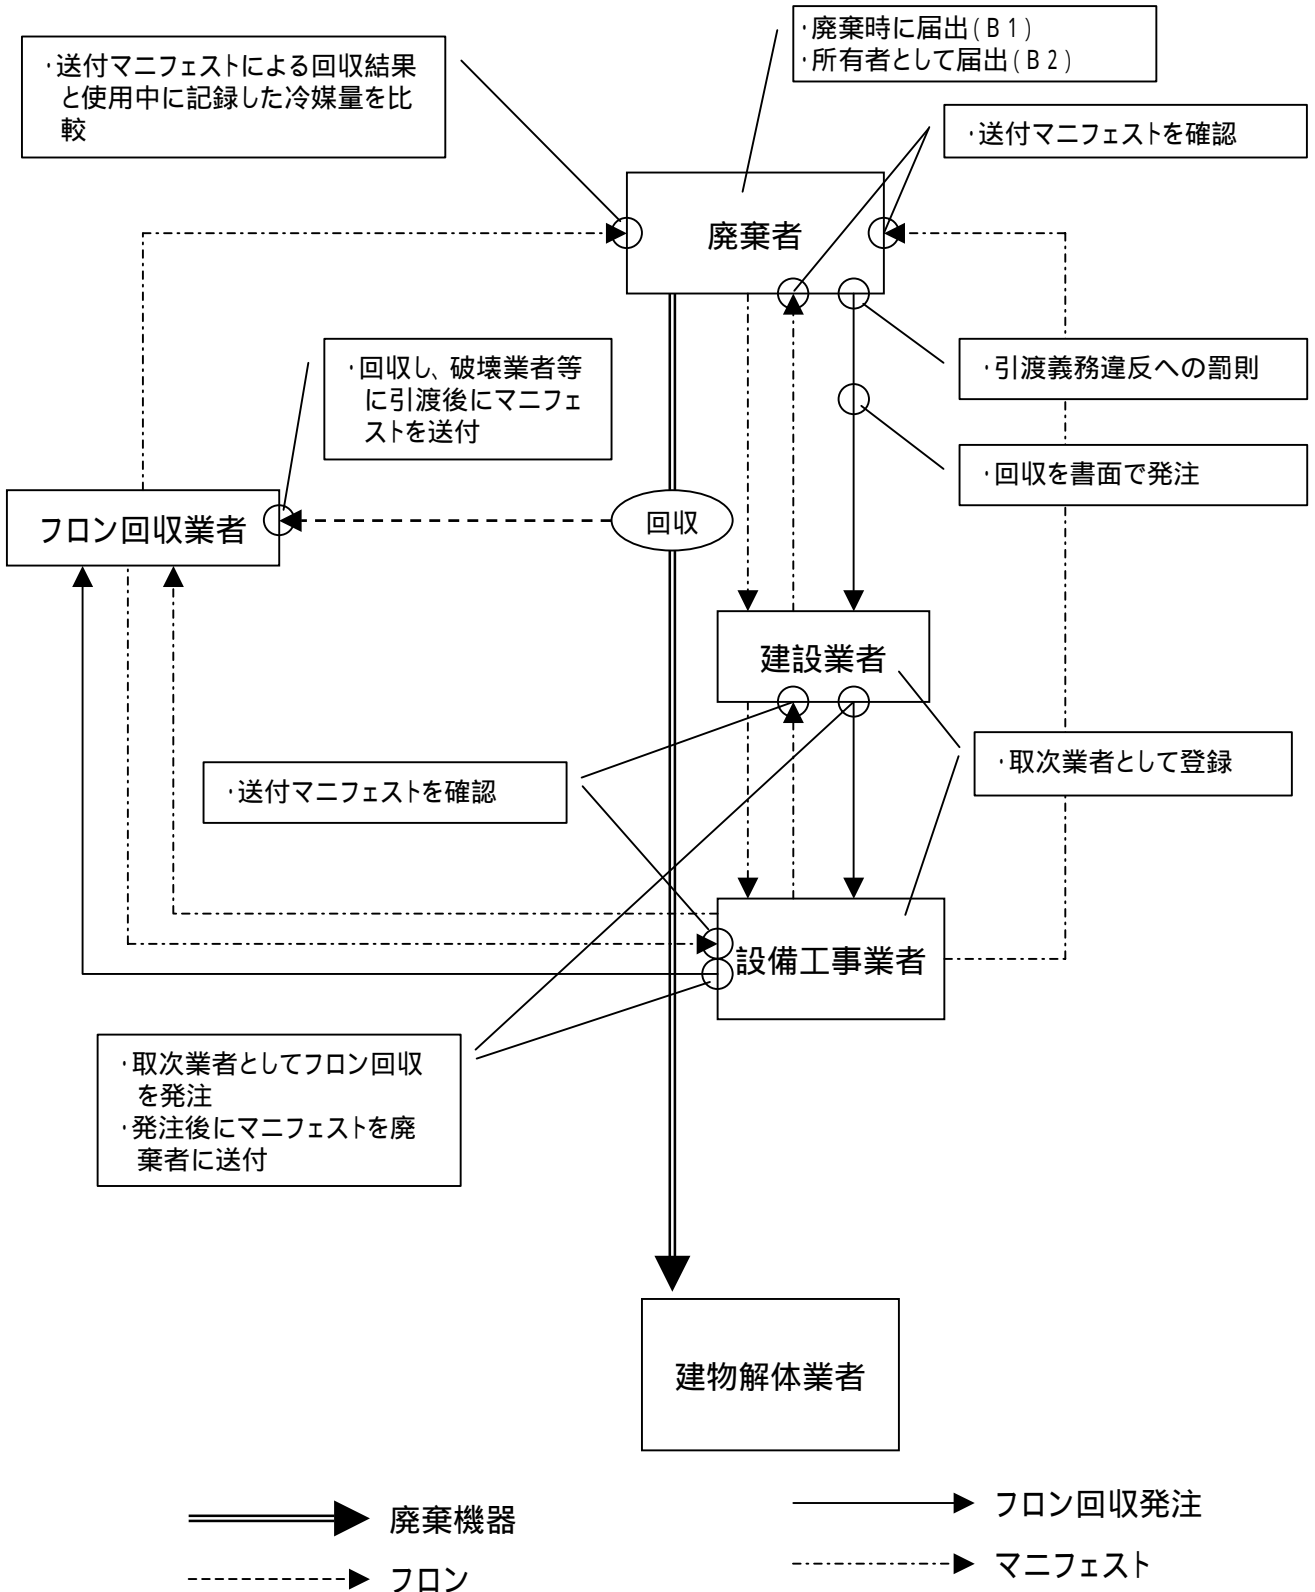 ・廃棄時に届出(B1)
・所有者として届出(B2)
・送付マニフェストによる回収結果
と使用中に記録した冷媒量を比
較
・送付マニフェストを確認
廃棄者
・引渡義務違反への罰則
・回収し、破壊業者等
に引渡後にマニフェ
ストを送付
・回収を書面で発注
フロン回収業者
回収
建設業者
・取次業者として登録
・送付マニフェストを確認
設備工事業者
・取次業者としてフロン回収
を発注
・発注後にマニフェストを廃
棄者に送付
建物解体業者
廃棄機器
フロン回収発注
フロン
マニフェスト